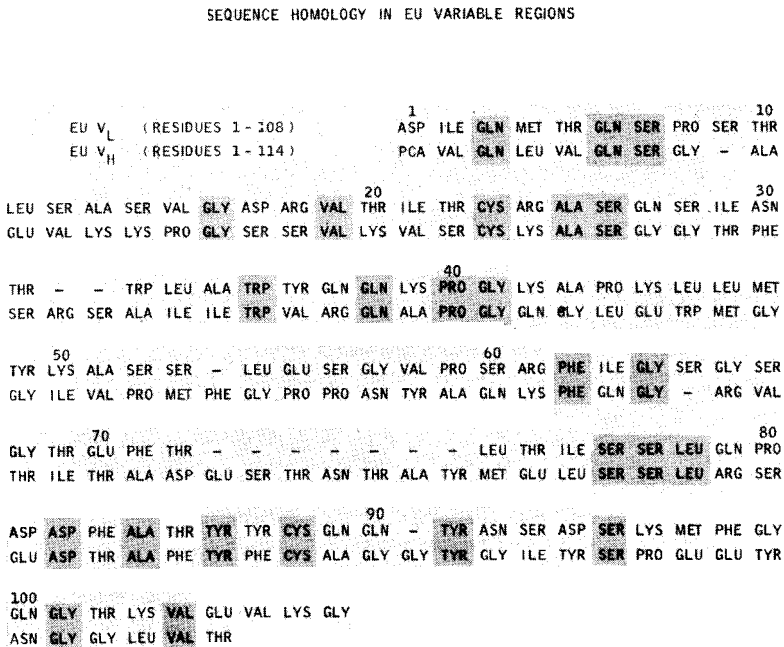 SEQUENCE HOMOLOGY IN EU VARIABLE REGIONS
1 10
EU VL (RESIDUES 1-108) ASP ILE GLN MET THR GLN SER PRO SER THR
EU VH (RESIDUES 1-114) PCA VAL GLN LEU VAL GLN SER GLY - ALA
20 30
LEU SER ALA SER VAL GLY ASP ARG VAL THR ILE THR CYS ARG ALA SER GLN SER ILE ASN
GLU VAL LYS LYS PRO GLY SER SER VAL LYS VAL SER CYS LYS ALA SER GLY GLY THR PHE
40
THR - - TRP LEU ALA TRP TYR GLN GLN LYS PRO GLY LYS ALA PRO LYS LEU LEU MET
SER ARG SER ALA ILE ILE TRP VAL ARG GLN ALA PRO GLY GLN GLY LEU GLU TRP MET GLY
50 60
TYR LYS ALA SER SER - LEU GLU SER GLY VAL PRO SER ARG PHE ILE GLY SER GLY SER
GLY ILE VAL PRO MET PHE GLY PRO PRO ASN TYR ALA GLN LYS PHE GLN GLY - ARG VAL
70 80
GLY THR GLU PHE THR - - - - - - - LEU THR ILE SER SER LEU GLN PRO
THR ILE THR ALA ASP GLU SER THR ASN THR ALA TYR MET GLU LEU SER SER LEU ARG SER
90
ASP ASP PHE ALA THR TYR TYR CYS GLN GLN - TYR ASN SER ASP SER LYS MET PHE GLY
GLU ASP THR ALA PHE TYR PHE CYS ALA GLY GLY TYR GLY ILE TYR SER PRO GLU GLU TYR
100
GLN GLY THR LYS VAL GLU VAL LYS GLY
ASN GLY GLY LEU VAL THR